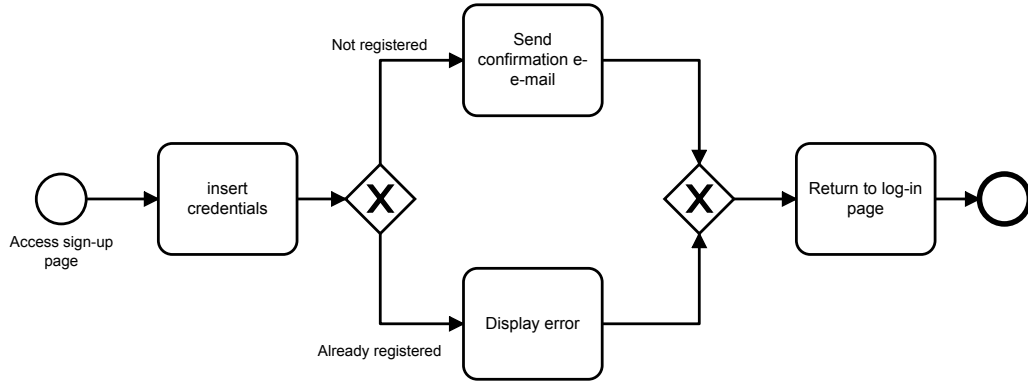 Access sign-up
page
insert
credentials
Not registered
Send
confirmation e-
e-mail
Already registered
Display error
Return to log-in
page